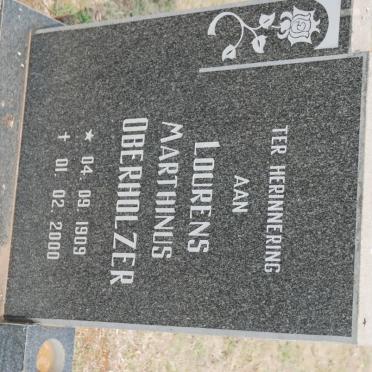 TER HERINNERING
AAN
LOURENS
MARTHINUS
OBERHOLZER
★ 04. 09. 1909
✝ 01. 02. 2000